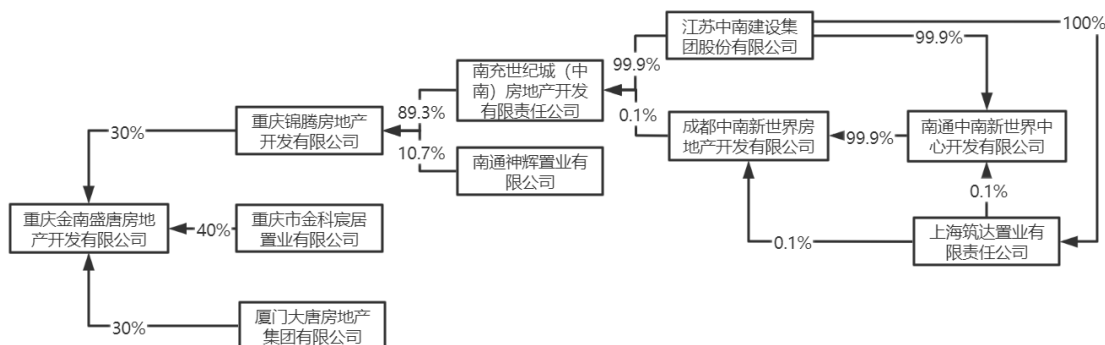 江苏中南建设集
团股份有限公司
100%
99.9%
99.9%
南充世纪城（中
南）房地产开发
有限责任公司
89.3%
0.1%
重庆锦腾房地产
开发有限公司
成都中南新世界房
地产开发有限公司
99.9%
南通中南新世界中
心开发有限公司
30%
10.7%
南通神辉置业有
限公司
0.1%
重庆金南盛唐房地
产开发有限公司
40%
重庆市金科宸居
置业有限公司
0.1%
上海筑达置业有
限责任公司
30%
厦门大唐房地产
集团有限公司